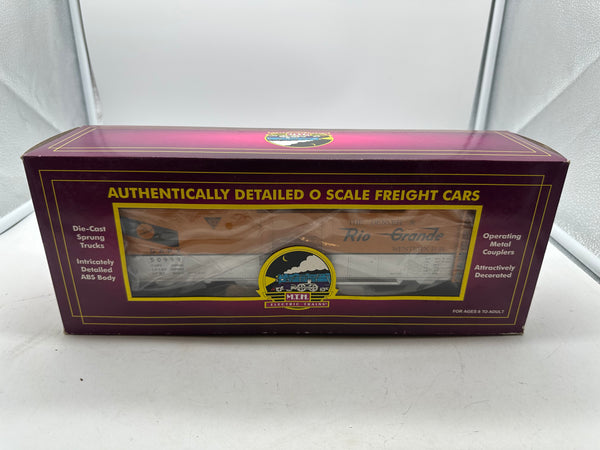 AUTHENTICALLY DETAILED O SCALE FREIGHT CARS
Die-Cast
Sprung
Trucks
Intricately
Detailed
ABS Body
Rio Grande
Operating
Metal
Couplers
Attractively
Decorated
M.T.H.
ELECTRIC TRAINS
FOR AGES 6 TO ADULT